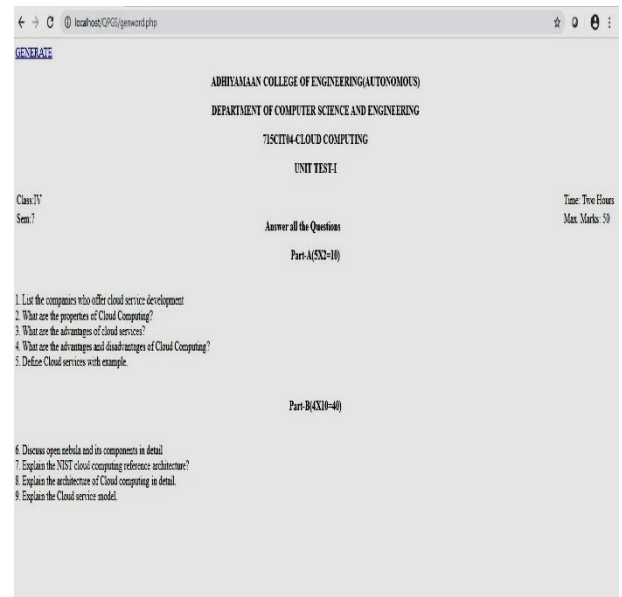 localhost/QPGS/genword.php
GENERATE
ADHIYAMAAN COLLEGE OF ENGINEERING(AUTONOMOUS)
DEPARTMENT OF COMPUTER SCIENCE AND ENGINEERING
715CIT04-CLOUD COMPUTING
UNIT TEST-I
Class:IV Time: Two Hours
Sem:7 Max. Marks: 50
Answer all the Questions
Part-A(5X2=10)
1. List the companies who offer cloud service development
2. What are the properties of Cloud Computing?
3. What are the advantages of cloud services?
4. What are the advantages and disadvantages of Cloud Computing?
5. Define Cloud services with example.
Part-B(4X10=40)
6. Discuss open nebula and its components in detail
7. Explain the NIST cloud computing reference architecture?
8. Explain the architecture of Cloud computing in detail.
9. Explain the Cloud service model.